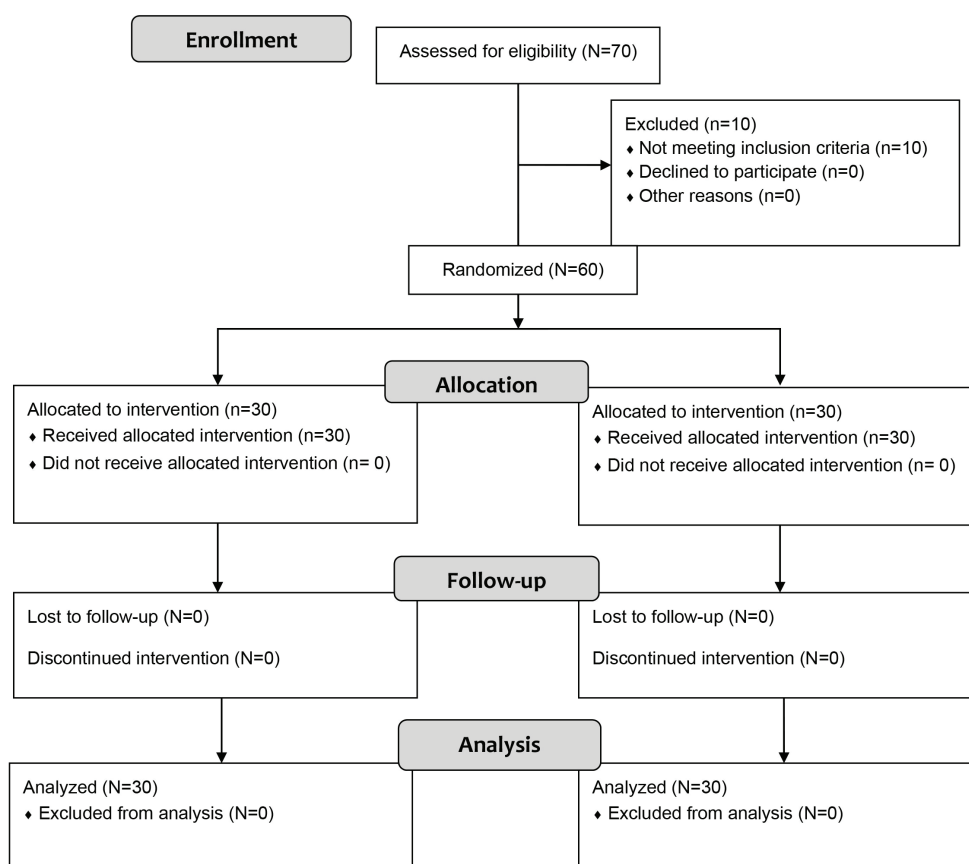 Enrollment
Assessed for eligibility (N=70)
Excluded (n=10)
♦ Not meeting inclusion criteria (n=10)
♦ Declined to participate (n=0)
♦ Other reasons (n=0)
Randomized (N=60)
Allocation
Allocated to intervention (n=30)
♦ Received allocated intervention (n=30)
♦ Did not receive allocated intervention (n= 0)
Allocated to intervention (n=30)
♦ Received allocated intervention (n=30)
♦ Did not receive allocated intervention (n= 0)
Follow-up
Lost to follow-up (N=0)
Discontinued intervention (N=0)
Lost to follow-up (N=0)
Discontinued intervention (N=0)
Analysis
Analyzed (N=30)
♦ Excluded from analysis (N=0)
Analyzed (N=30)
♦ Excluded from analysis (N=0)